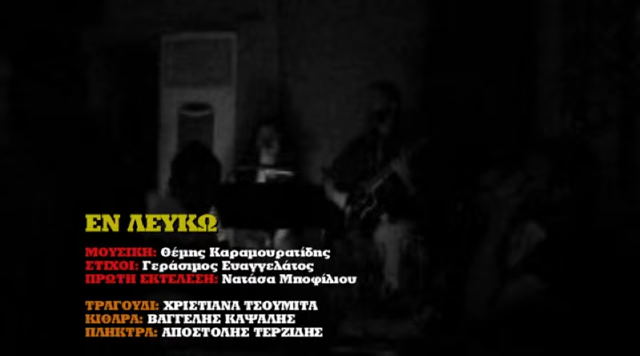 ΕΝ ΛΕΥΚΩ
ΜΟΥΣΙΚΗ: Θέμης Καραμουρατίδης
ΣΤΙΧΟΙ: Γεράσιμος Ευαγγελάτος
ΠΡΩΤΗ ΕΚΤΕΛΕΣΗ: Νατάσα Μποφίλιου
ΤΡΑΓΟΥΔΙ: ΧΡΙΣΤΙΑΝΑ ΤΣΟΥΜΙΤΑ
ΚΙΘΑΡΑ: ΒΑΓΓΕΛΗΣ ΚΑΨΑΛΗΣ
ΠΛΗΚΤΡΑ: ΑΠΟΣΤΟΛΗΣ ΤΕΡΖΙΔΗΣ